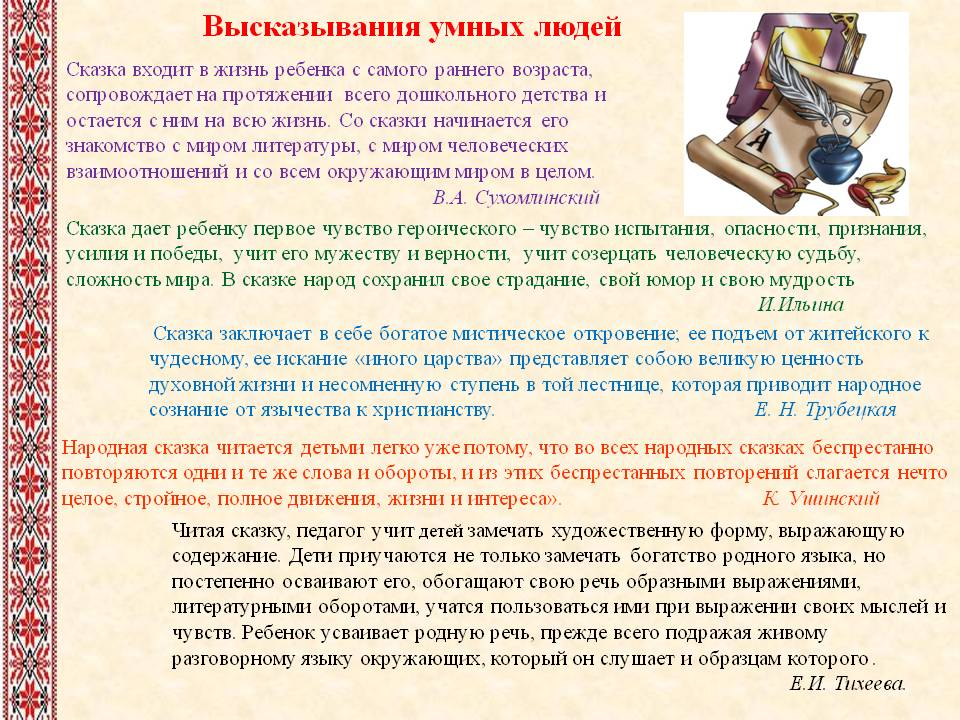 Высказывания умных людей
Сказка входит в жизнь ребенка с самого раннего возраста,
сопровождает на протяжении всего дошкольного детства и
остается с ним на всю жизнь. Со сказки начинается его
знакомство с миром литературы, с миром человеческих
взаимоотношений и со всем окружающим миром в целом.
В.А. Сухомлинский
А
Сказка дает ребенку первое чувство героического – чувство испытания, опасности, признания,
усилия и победы, учит его мужеству и верности, учит созерцать человеческую судьбу,
сложность мира. В сказке народ сохранил свое страдание, свой юмор и свою мудрость
И.Ильина
Сказка заключает в себе богатое мистическое откровение; ее подъем от житейского к
чудесному, ее искание «иного царства» представляет собою великую ценность
духовной жизни и несомненную ступень в той лестнице, которая приводит народное
сознание от язычества к христианству. Е. Н. Трубецкая
Народная сказка читается детьми легко уже потому, что во всех народных сказках беспрестанно
повторяются одни и те же слова и обороты, и из этих беспрестанных повторений слагается нечто
целое, стройное, полное движения, жизни и интереса». К. Ушинский
Читая сказку, педагог учит детей замечать художественную форму, выражающую
содержание. Дети приучаются не только замечать богатство родного языка, но
постепенно осваивают его, обогащают свою речь образными выражениями,
литературными оборотами, учатся пользоваться ими при выражении своих мыслей и
чувств. Ребенок усваивает родную речь, прежде всего подражая живому
разговорному языку окружающих, который он слушает и образцам которого .
Е.И. Тихеева.